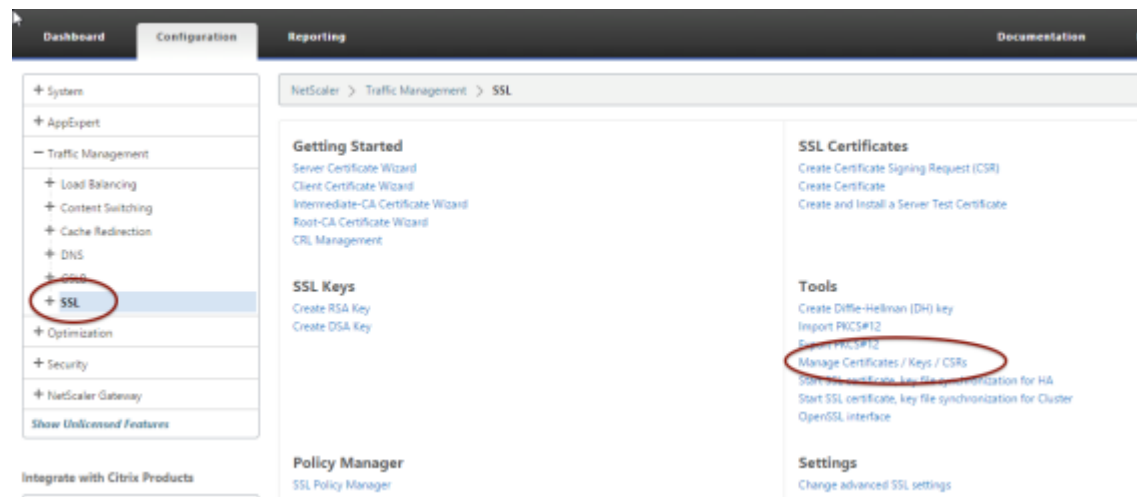 Dashboard
Configuration
Reporting
Documentation
+ System
+ AppExpert
− Traffic Management
+ Load Balancing
+ Content Switching
+ Cache Redirection
+ DNS
+ GSLB
+ SSL
+ Optimization
+ Security
+ NetScaler Gateway
Show Unlicensed Features
Integrate with Citrix Products
NetScaler > Traffic Management > SSL
Getting Started
Server Certificate Wizard
Client Certificate Wizard
Intermediate-CA Certificate Wizard
Root-CA Certificate Wizard
CRL Management
SSL Certificates
Create Certificate Signing Request (CSR)
Create Certificate
Create and Install a Server Test Certificate
SSL Keys
Create RSA Key
Create DSA Key
Tools
Create Diffie-Hellman (DH) key
Import PKCS#12
Export PKCS#12
Manage Certificates / Keys / CSRs
Start SSL certificate, key file synchronization for HA
Start SSL certificate, key file synchronization for Cluster
OpenSSL interface
Policy Manager
SSL Policy Manager
Settings
Change advanced SSL settings